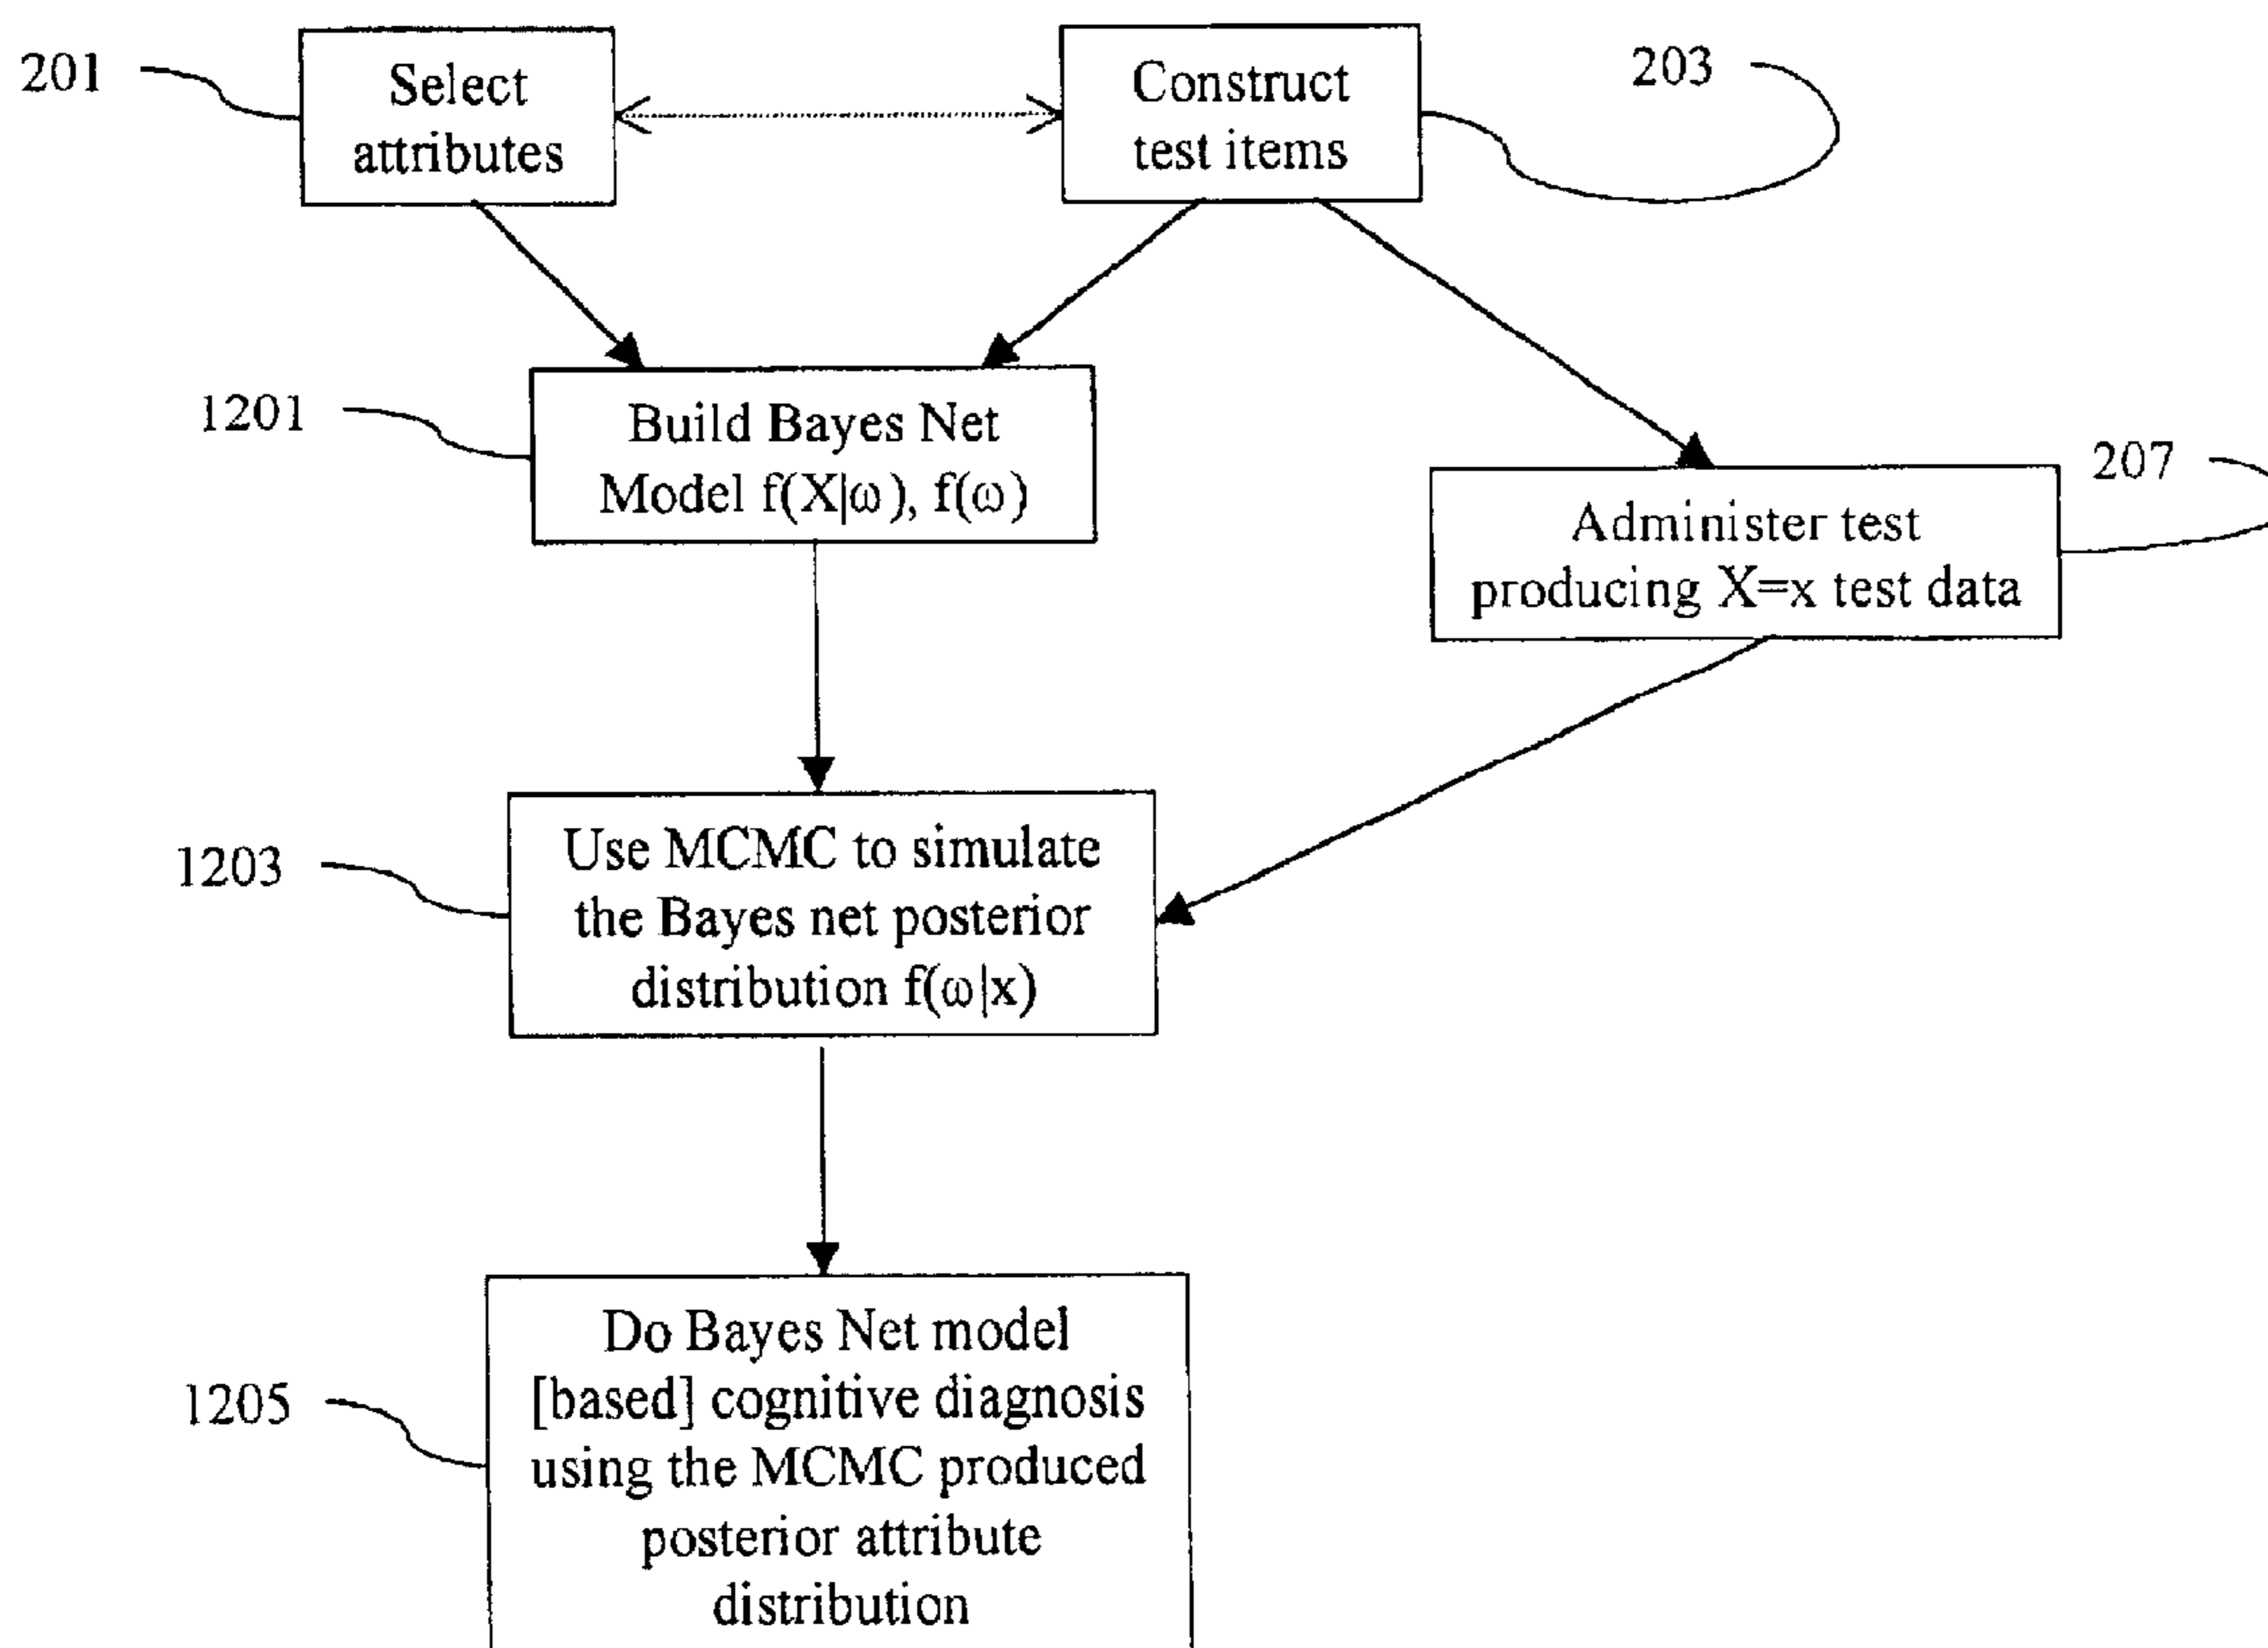 201
Select
attributes
Construct
test items
203
1201
Build Bayes Net
Model f(X|ω), f(ω)
207
Administer test
producing X=x test data
1203
Use MCMC to simulate
the Bayes net posterior
distribution f(ω|x)
1205
Do Bayes Net model
[based] cognitive diagnosis
using the MCMC produced
posterior attribute
distribution